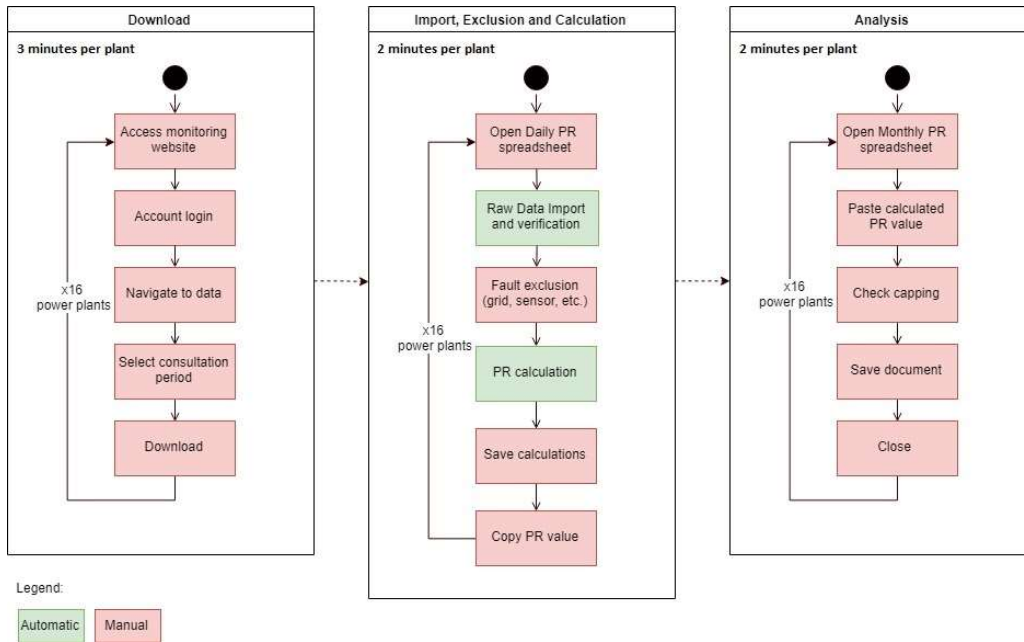 Download
3 minutes per plant
Access monitoring
website
Account login
Navigate to data
Select consultation
period
Download
x16
power plants
Import, Exclusion and Calculation
2 minutes per plant
Open Daily PR
spreadsheet
Raw Data Import
and verification
Fault exclusion
(grid, sensor, etc.)
PR calculation
Save calculations
Copy PR value
x16
power plants
Analysis
2 minutes per plant
Open Monthly PR
spreadsheet
Paste calculated
PR value
Check capping
Save document
Close
x16
power plants
Legend:
Automatic
Manual